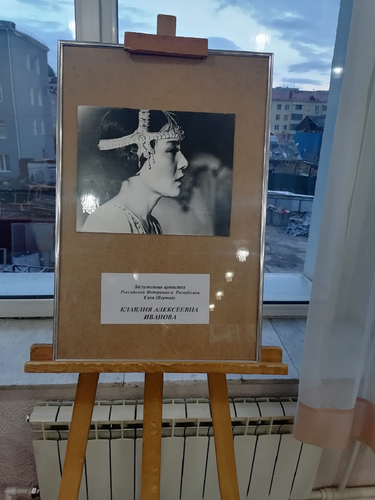 Заслуженная артистка
Российской Федерации и Республики
Саха (Якутия)
КЛАВДИЯ АЛЕКСЕЕВНА
ИВАНОВА